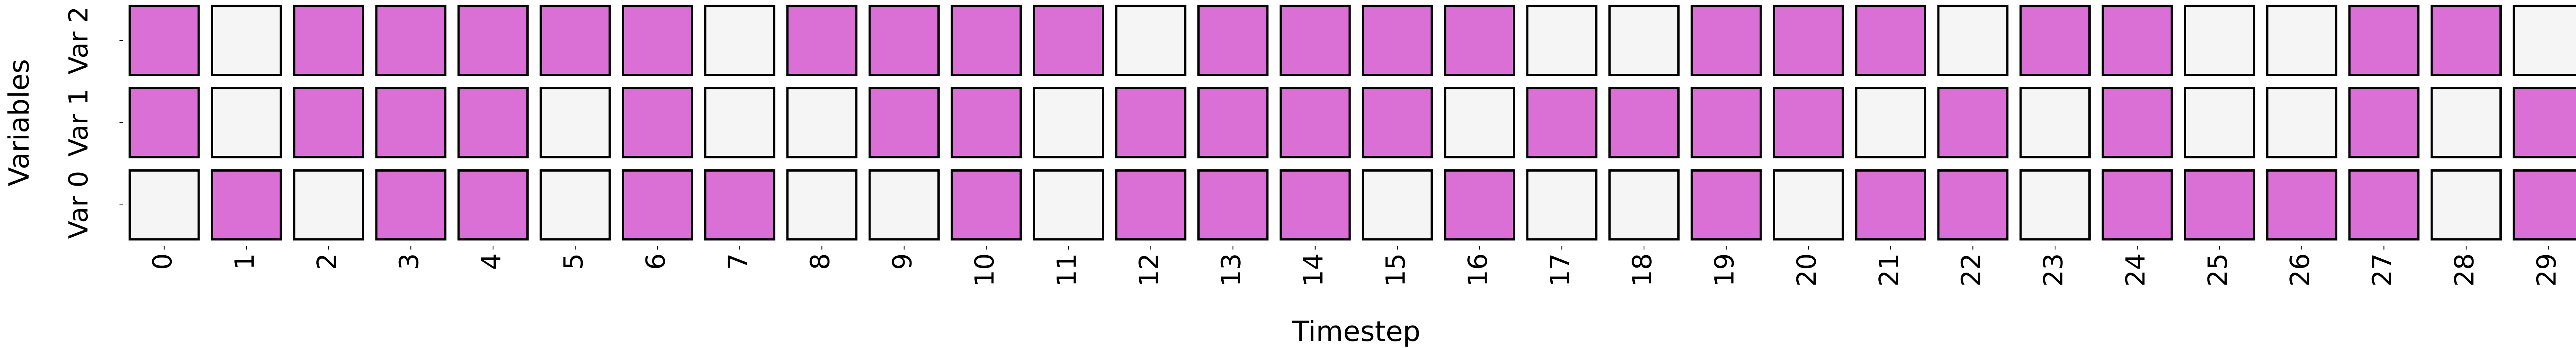 Variables
Var 2
Var 1
Var 0
0 1 2 3 4 5 6 7 8 9 10 11 12 13 14 15 16 17 18 19 20 21 22 23 24 25 26 27 28 29
Timestep